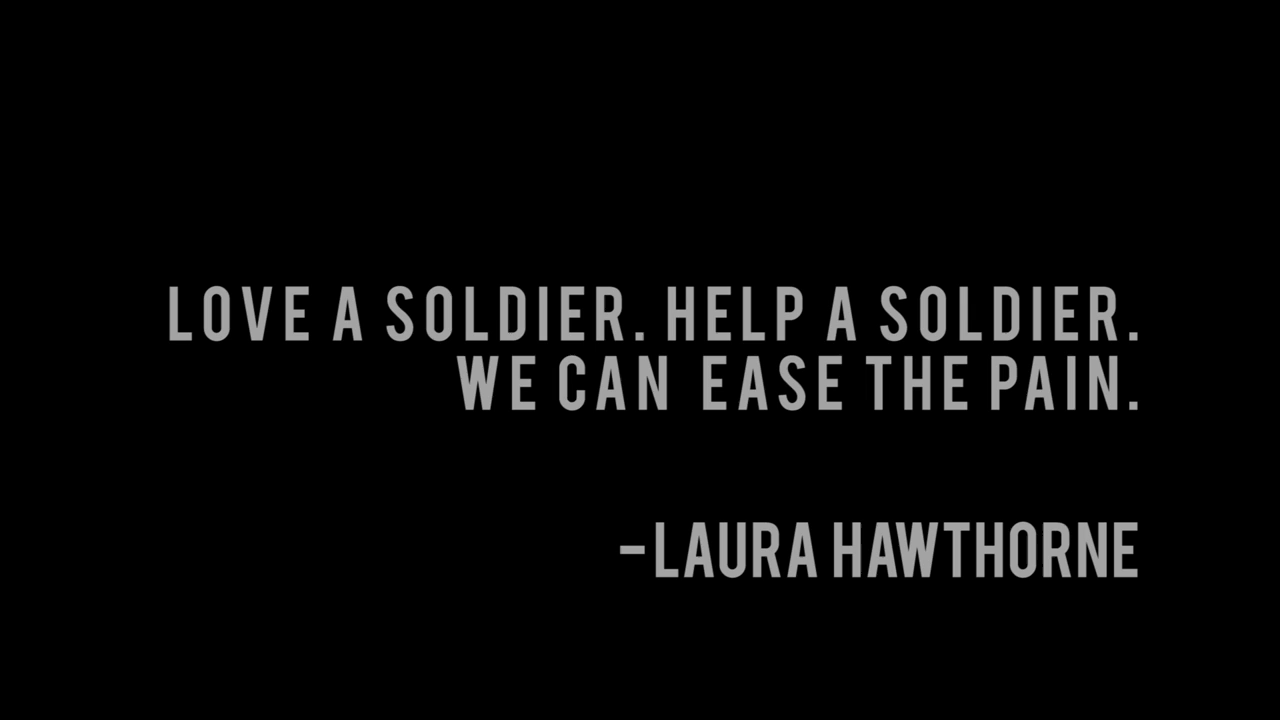 LOVE A SOLDIER. HELP A SOLDIER.
WE CAN EASE THE PAIN.
-LAURA HAWTHORNE